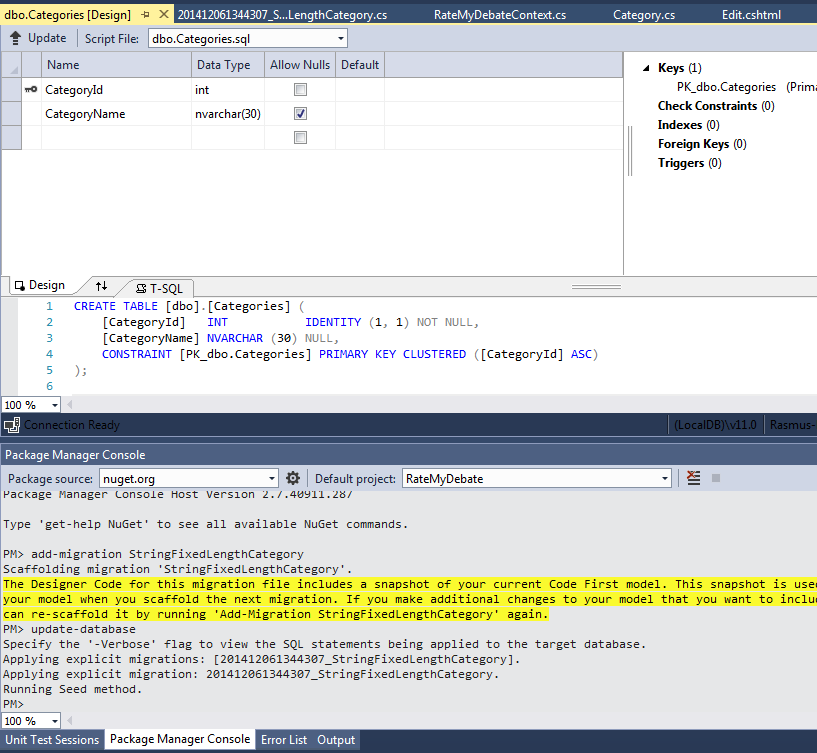 dbo.Categories [Design]
201412061344307_S...LengthCategory.cs
RateMyDebateContext.cs
Category.cs
Edit.cshtml
Update
Script File:
dbo.Categories.sql
Name
Data Type
Allow Nulls
Default
CategoryId
int
CategoryName
nvarchar(30)
Keys (1)
PK_dbo.Categories (Prima
Check Constraints (0)
Indexes (0)
Foreign Keys (0)
Triggers (0)
Design
T-SQL
1 CREATE TABLE [dbo].[Categories] (
2 [CategoryId] INT IDENTITY (1, 1) NOT NULL,
3 [CategoryName] NVARCHAR (30) NULL,
4 CONSTRAINT [PK_dbo.Categories] PRIMARY KEY CLUSTERED ([CategoryId] ASC)
5 );
6
100 %
Connection Ready
(LocalDB)\v11.0
Rasmus-
Package Manager Console
Package source:
nuget.org
Default project:
RateMyDebate
Package Manager Console Host Version 2.7.40911.287
Type 'get-help NuGet' to see all available NuGet commands.
PM> add-migration StringFixedLengthCategory
Scaffolding migration 'StringFixedLengthCategory'.
The Designer Code for this migration file includes a snapshot of your current Code First model. This snapshot is used
your model when you scaffold the next migration. If you make additional changes to your model that you want to inclu
can re-scaffold it by running 'Add-Migration StringFixedLengthCategory' again.
PM> update-database
Specify the '-Verbose' flag to view the SQL statements being applied to the target database.
Applying explicit migrations: [201412061344307_StringFixedLengthCategory].
Applying explicit migration: 201412061344307_StringFixedLengthCategory.
Running Seed method.
PM>
100 %
Unit Test Sessions
Package Manager Console
Error List
Output